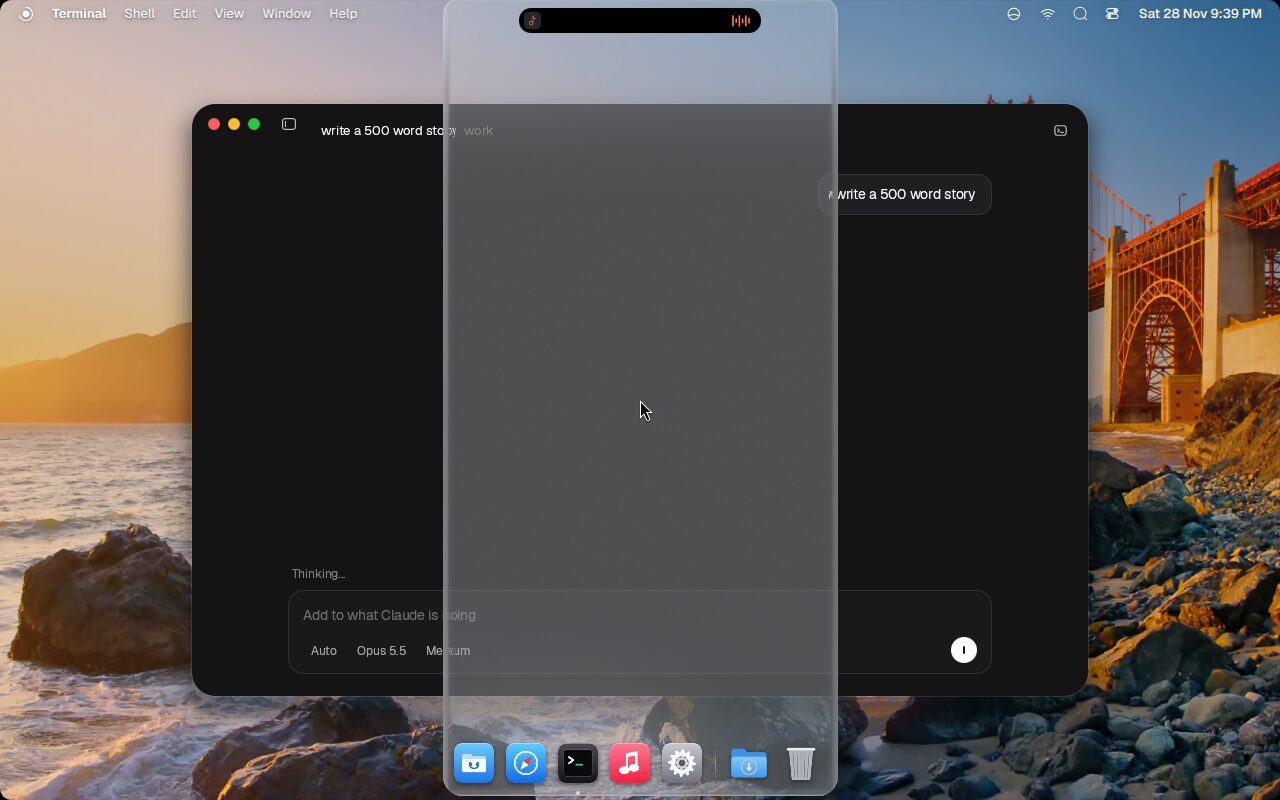 Terminal Shell Edit View Window Help
Sat 28 Nov 9:39 PM
write a 500 word story work
write a 500 word story
Thinking...
Add to what Claude is doing
Auto Opus 5.5